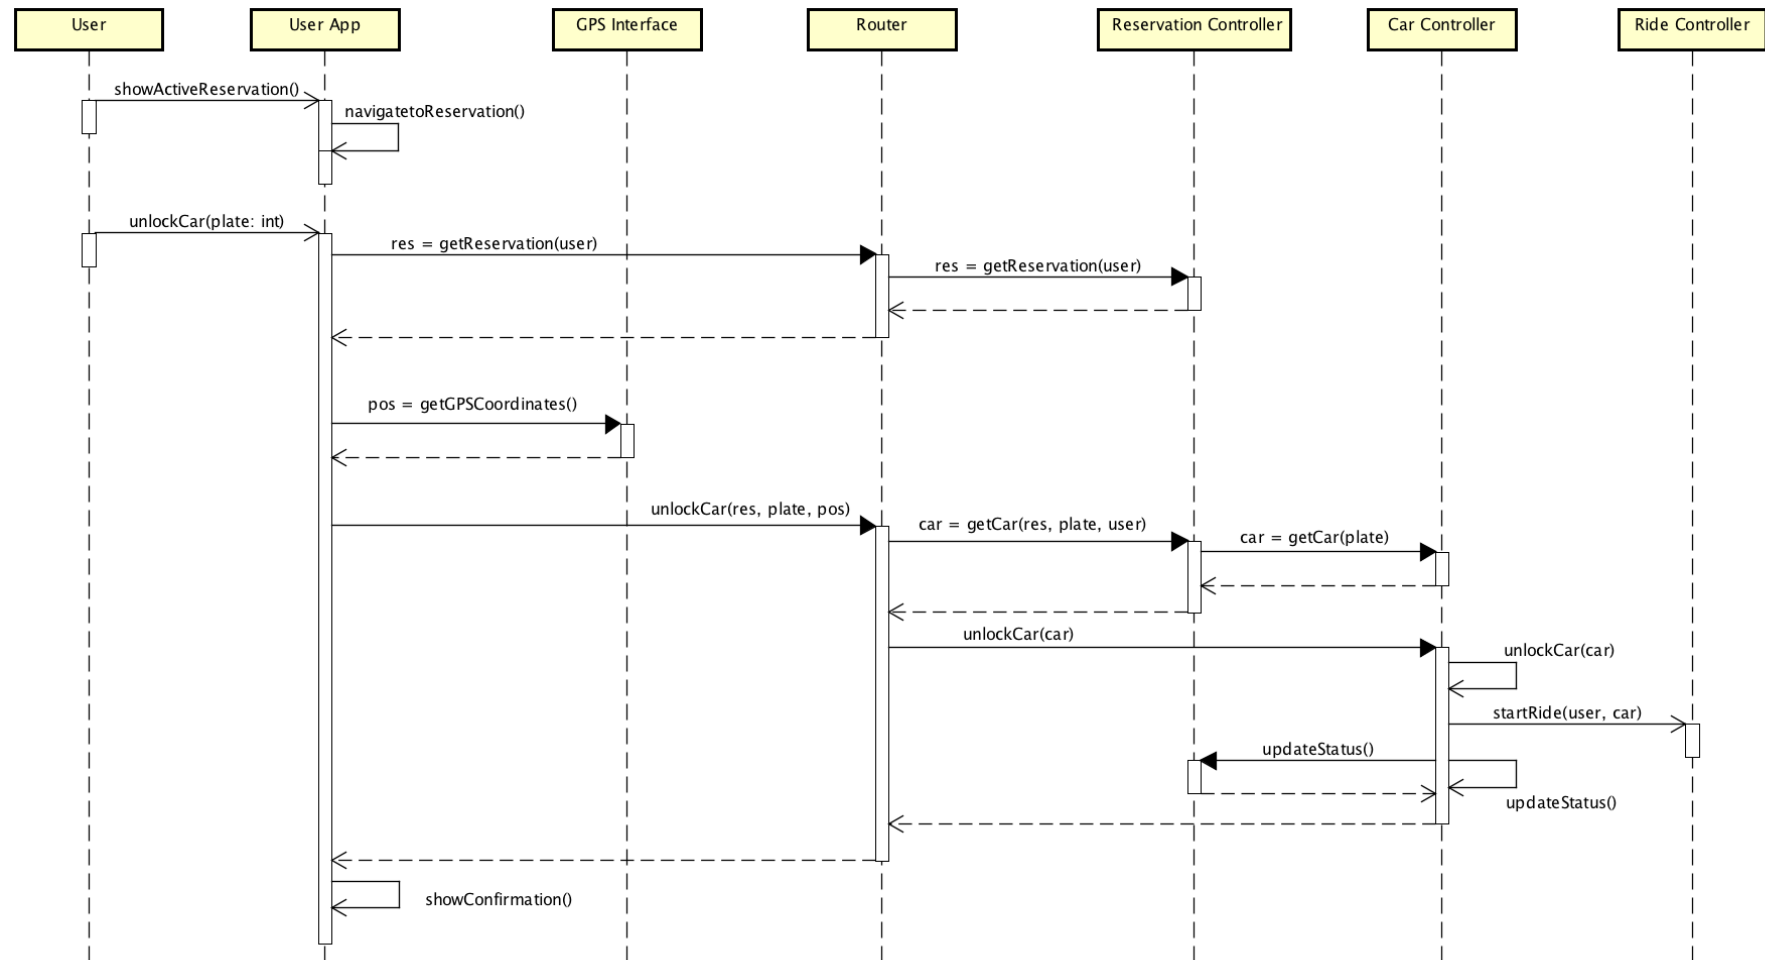 User
User App
GPS Interface
Router
Reservation Controller
Car Controller
Ride Controller
showActiveReservation()
navigatetoReservation()
unlockCar(plate: int)
res = getReservation(user)
res = getReservation(user)
pos = getGPSCoordinates()
unlockCar(res, plate, pos)
car = getCar(res, plate, user)
car = getCar(plate)
unlockCar(car)
unlockCar(car)
startRide(user, car)
updateStatus()
updateStatus()
showConfirmation()